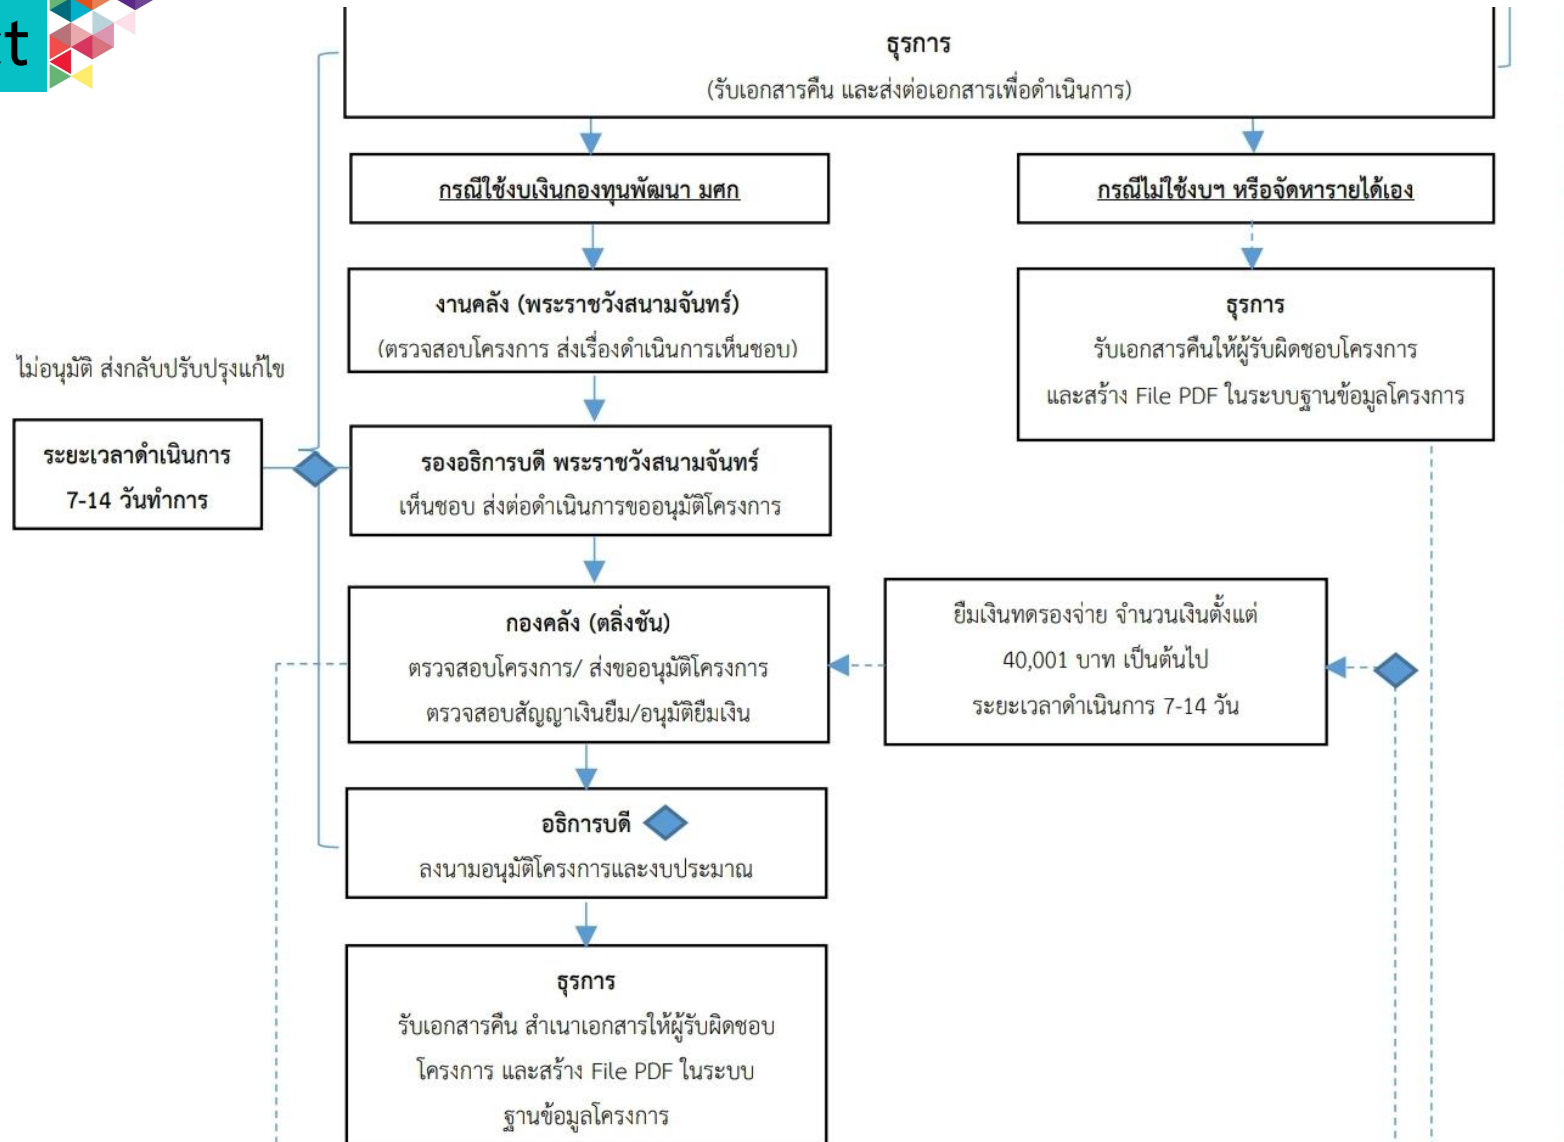 t
ธุรการ
(รับเอกสารคืน และส่งต่อเอกสารเพื่อดำเนินการ)
กรณีใช้งบเงินกองทุนพัฒนา มศก
กรณีไม่ใช้งบฯ หรือจัดหารายได้เอง
งานคลัง (พระราชวังสนามจันทร์)
(ตรวจสอบโครงการ ส่งเรื่องดำเนินการเห็นชอบ)
ธุรการ
รับเอกสารคืนให้ผู้รับผิดชอบโครงการ
และสร้าง File PDF ในระบบฐานข้อมูลโครงการ
ไม่อนุมัติ ส่งกลับปรับปรุงแก้ไข
ระยะเวลาดำเนินการ
7-14 วันทำการ
รองอธิการบดี พระราชวังสนามจันทร์
เห็นชอบ ส่งต่อดำเนินการขออนุมัติโครงการ
กองคลัง (ตลิ่งชัน)
ตรวจสอบโครงการ/ ส่งขออนุมัติโครงการ
ตรวจสอบสัญญาเงินยืม/อนุมัติยืมเงิน
ยืมเงินทดรองจ่าย จำนวนเงินตั้งแต่
40,001 บาท เป็นต้นไป
ระยะเวลาดำเนินการ 7-14 วัน
อธิการบดี
ลงนามอนุมัติโครงการและงบประมาณ
ธุรการ
รับเอกสารคืน สำเนาเอกสารให้ผู้รับผิดชอบ
โครงการ และสร้าง File PDF ในระบบ
ฐานข้อมูลโครงการ